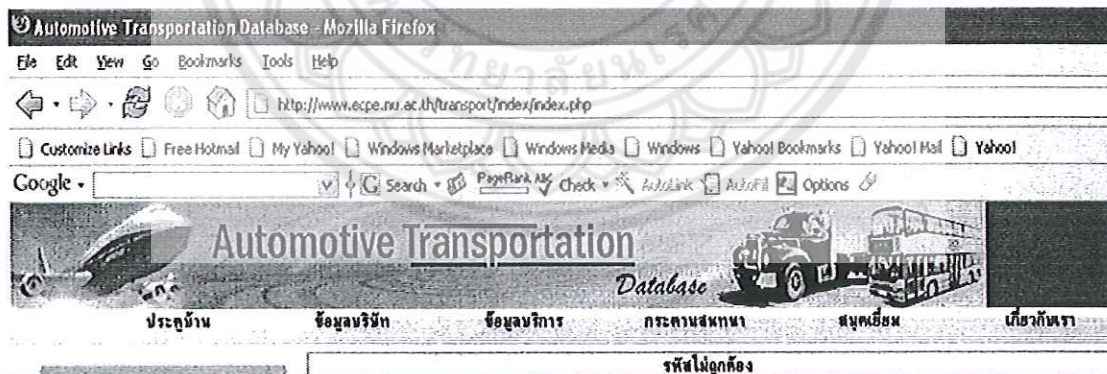 Automotive Transportation Database - Mozilla Firefox
File Edit View Go Bookmarks Tools Help
http://www.ecpe.nu.ac.th/transport/index/index.php
Customize Links Free Hotmail My Yahoo! Windows Marketplace Windows Media Windows Yahoo! Bookmarks Yahoo! Mail Yahoo!
Google Search PageRank Check AutoLink AutoFill Options
Automotive Transportation
Database
ประตูบ้าน ข้อมูลบริษัท ข้อมูลบริการ กระดานสนทนา สมุดเยี่ยม เกี่ยวกับเรา
รหัสไม่ถูกต้อง